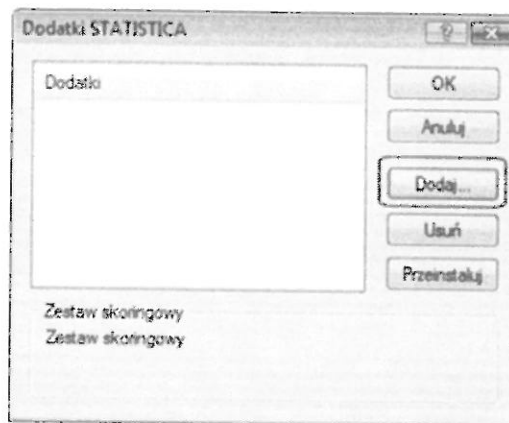 Dodatki STATISTICA
Dodatki
OK
Anuluj
Dodaj...
Usuń
Przeinstaluj
Zestaw skoringowy
Zestaw skoringowy